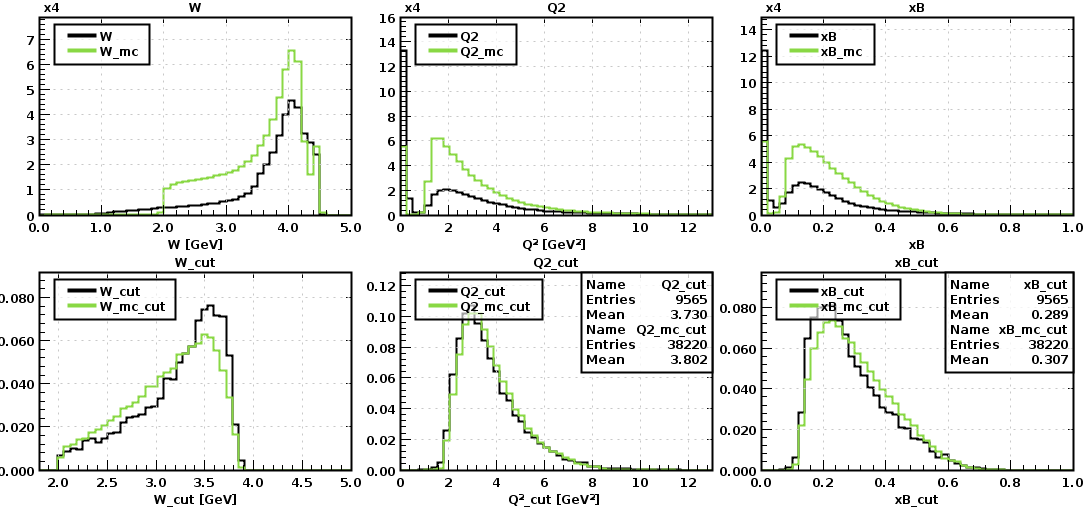 x4 W
W
W_mc
7
6
5
4
3
2
1
0
0.0 1.0 2.0 3.0 4.0 5.0
W [GeV]
x4 Q2
Q2
Q2_mc
16
14
12
10
8
6
4
2
0
0 2 4 6 8 10 12
Q² [GeV²]
x4 xB
xB
xB_mc
14
12
10
8
6
4
2
0
0.0 0.2 0.4 0.6 0.8 1.0
xB
W_cut
W_cut
W_mc_cut
0.080
0.060
0.040
0.020
0.000
2.0 2.5 3.0 3.5 4.0 4.5 5.0
W_cut [GeV]
Q2_cut
Q2_cut
Q2_mc_cut
Name Q2_cut
Entries 9565
Mean 3.730
Name Q2_mc_cut
Entries 38220
Mean 3.802
0.12
0.10
0.08
0.06
0.04
0.02
0.00
0 2 4 6 8 10 12
Q²_cut [GeV²]
xB_cut
xB_cut
xB_mc_cut
Name xB_cut
Entries 9565
Mean 0.289
Name xB_mc_cut
Entries 38220
Mean 0.307
0.080
0.060
0.040
0.020
0.000
0.0 0.2 0.4 0.6 0.8 1.0
xB_cut